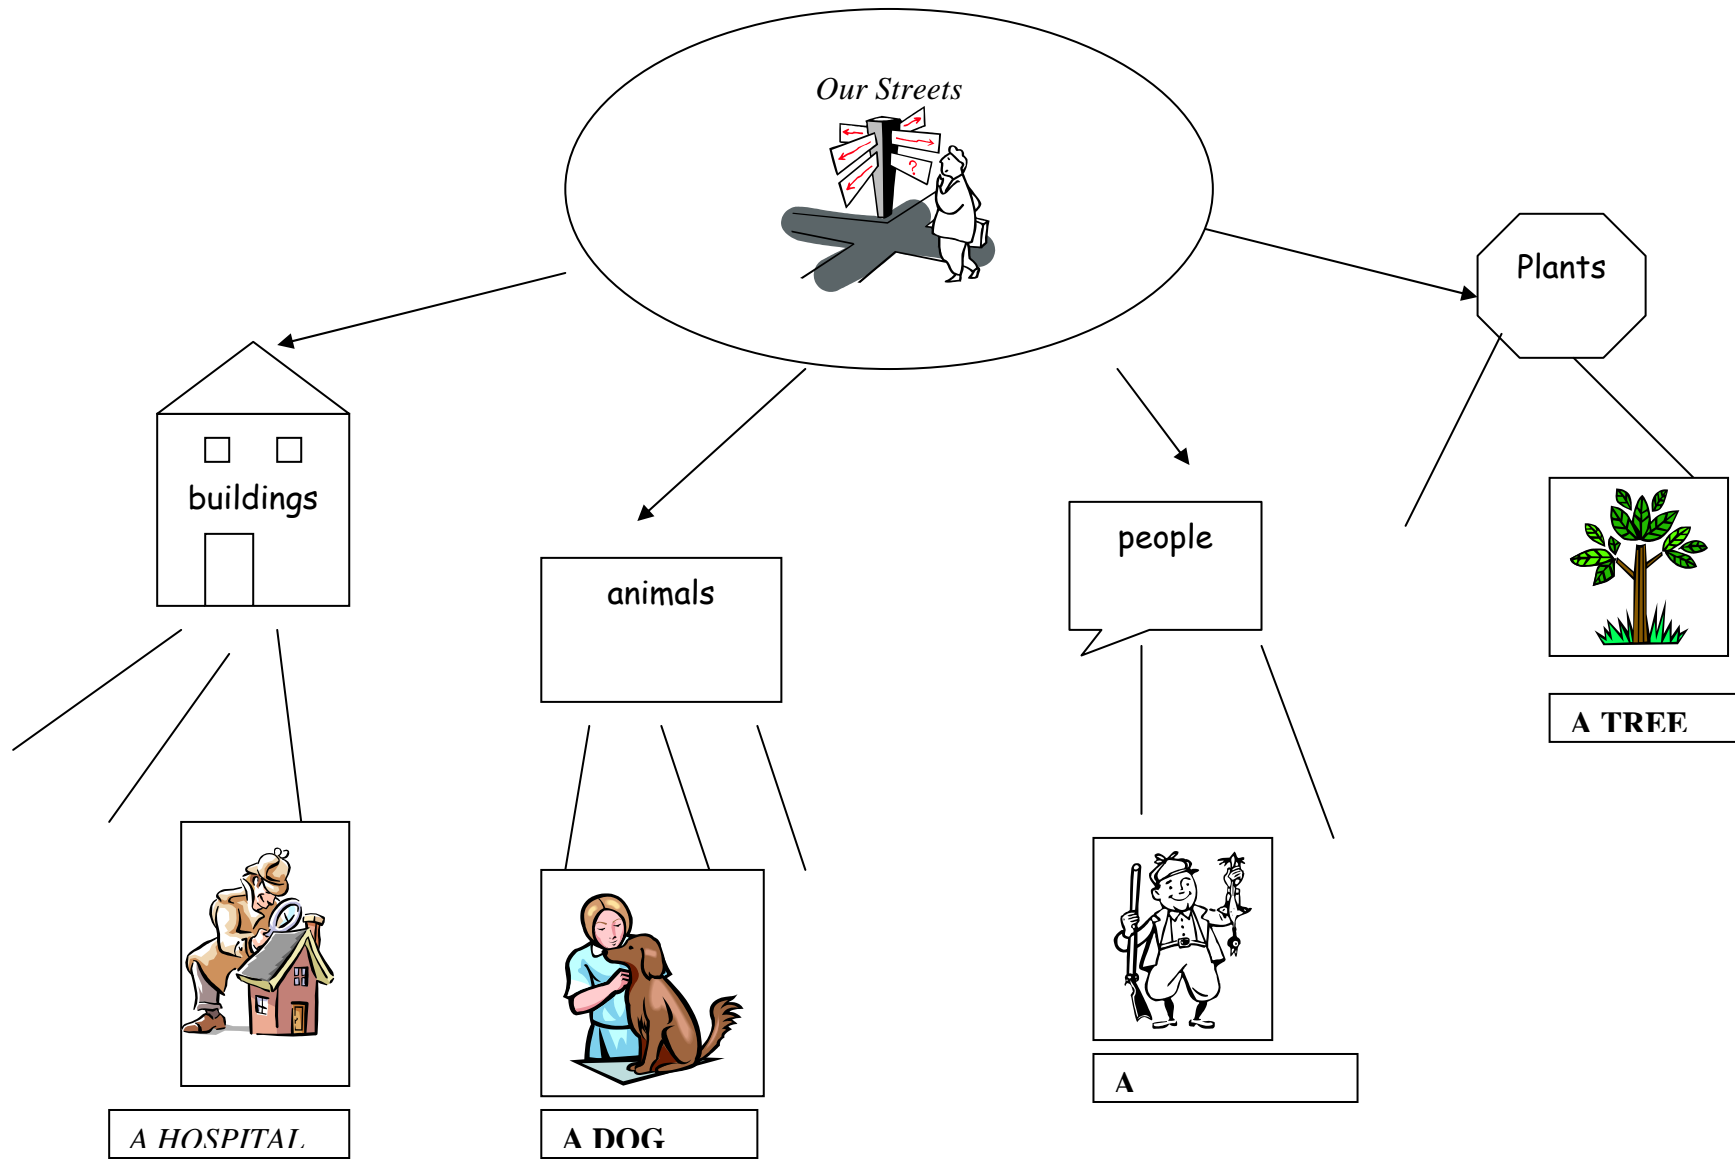 Our Streets
?
Plants
buildings
people
animals
A TREE
A
A HOSPITAL
A DOG